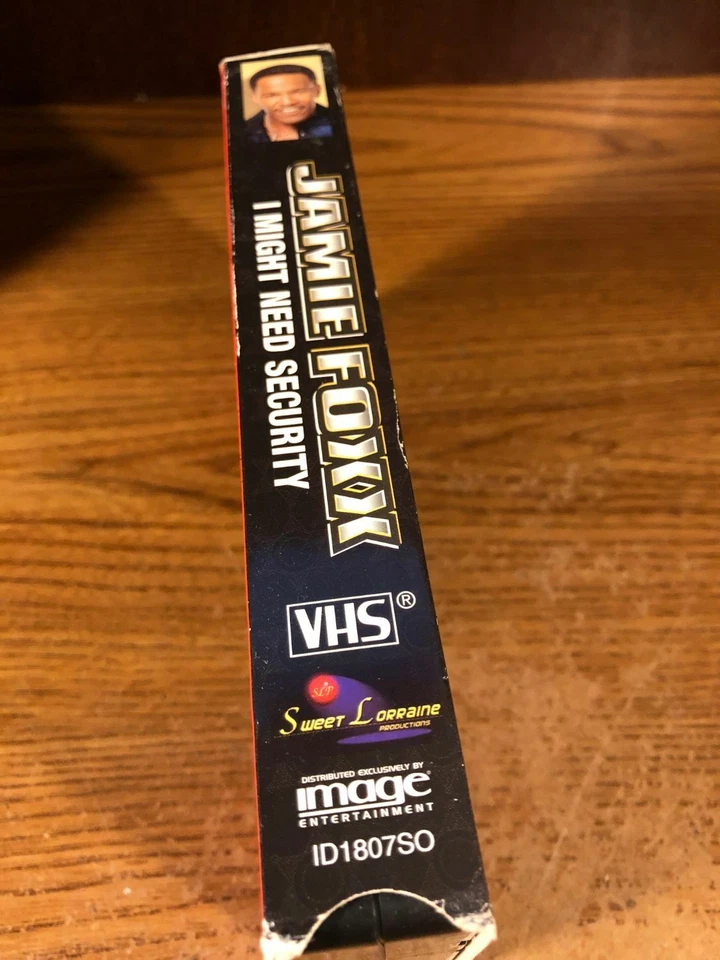 JAMIE FOXX
I MIGHT NEED SECURITY
VHS®
SLP
SWEET LORRAINE
PRODUCTIONS
DISTRIBUTED EXCLUSIVELY BY
image®
ENTERTAINMENT
ID1807SO